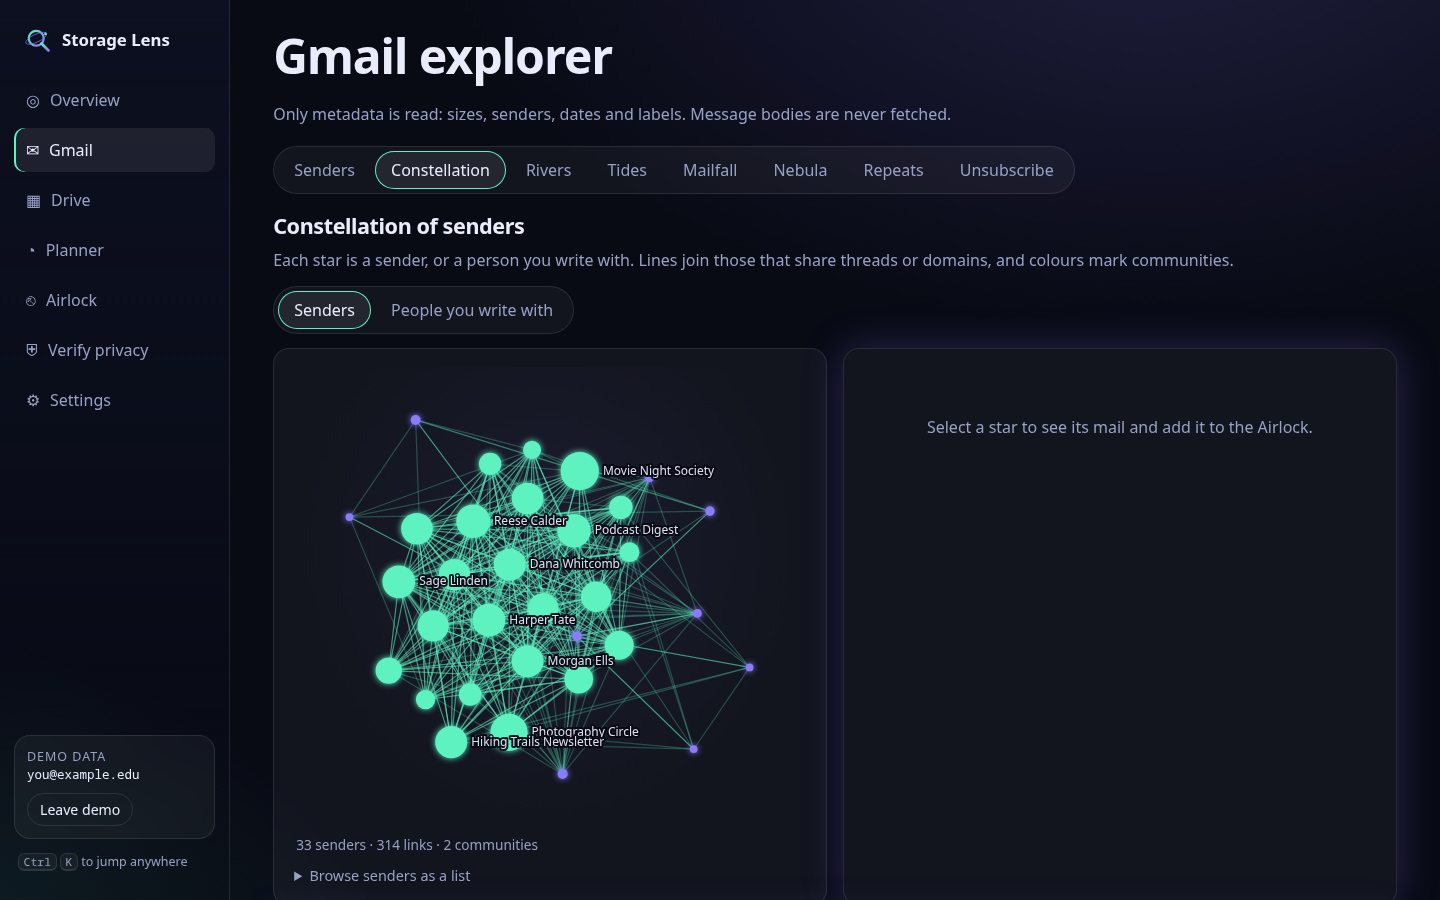 Storage Lens
Overview
Gmail
Drive
Planner
Airlock
Verify privacy
Settings
DEMO DATA
you@example.edu
Leave demo
Ctrl K to jump anywhere
Gmail explorer
Only metadata is read: sizes, senders, dates and labels. Message bodies are never fetched.
Senders Constellation Rivers Tides Mailfall Nebula Repeats Unsubscribe
Constellation of senders
Each star is a sender, or a person you write with. Lines join those that share threads or domains, and colours mark communities.
Senders People you write with
Movie Night Society
Reese Calder
Podcast Digest
Dana Whitcomb
Sage Linden
Harper Tate
Morgan Ells
Photography Circle
Hiking Trails Newsletter
33 senders · 314 links · 2 communities
Browse senders as a list
Select a star to see its mail and add it to the Airlock.